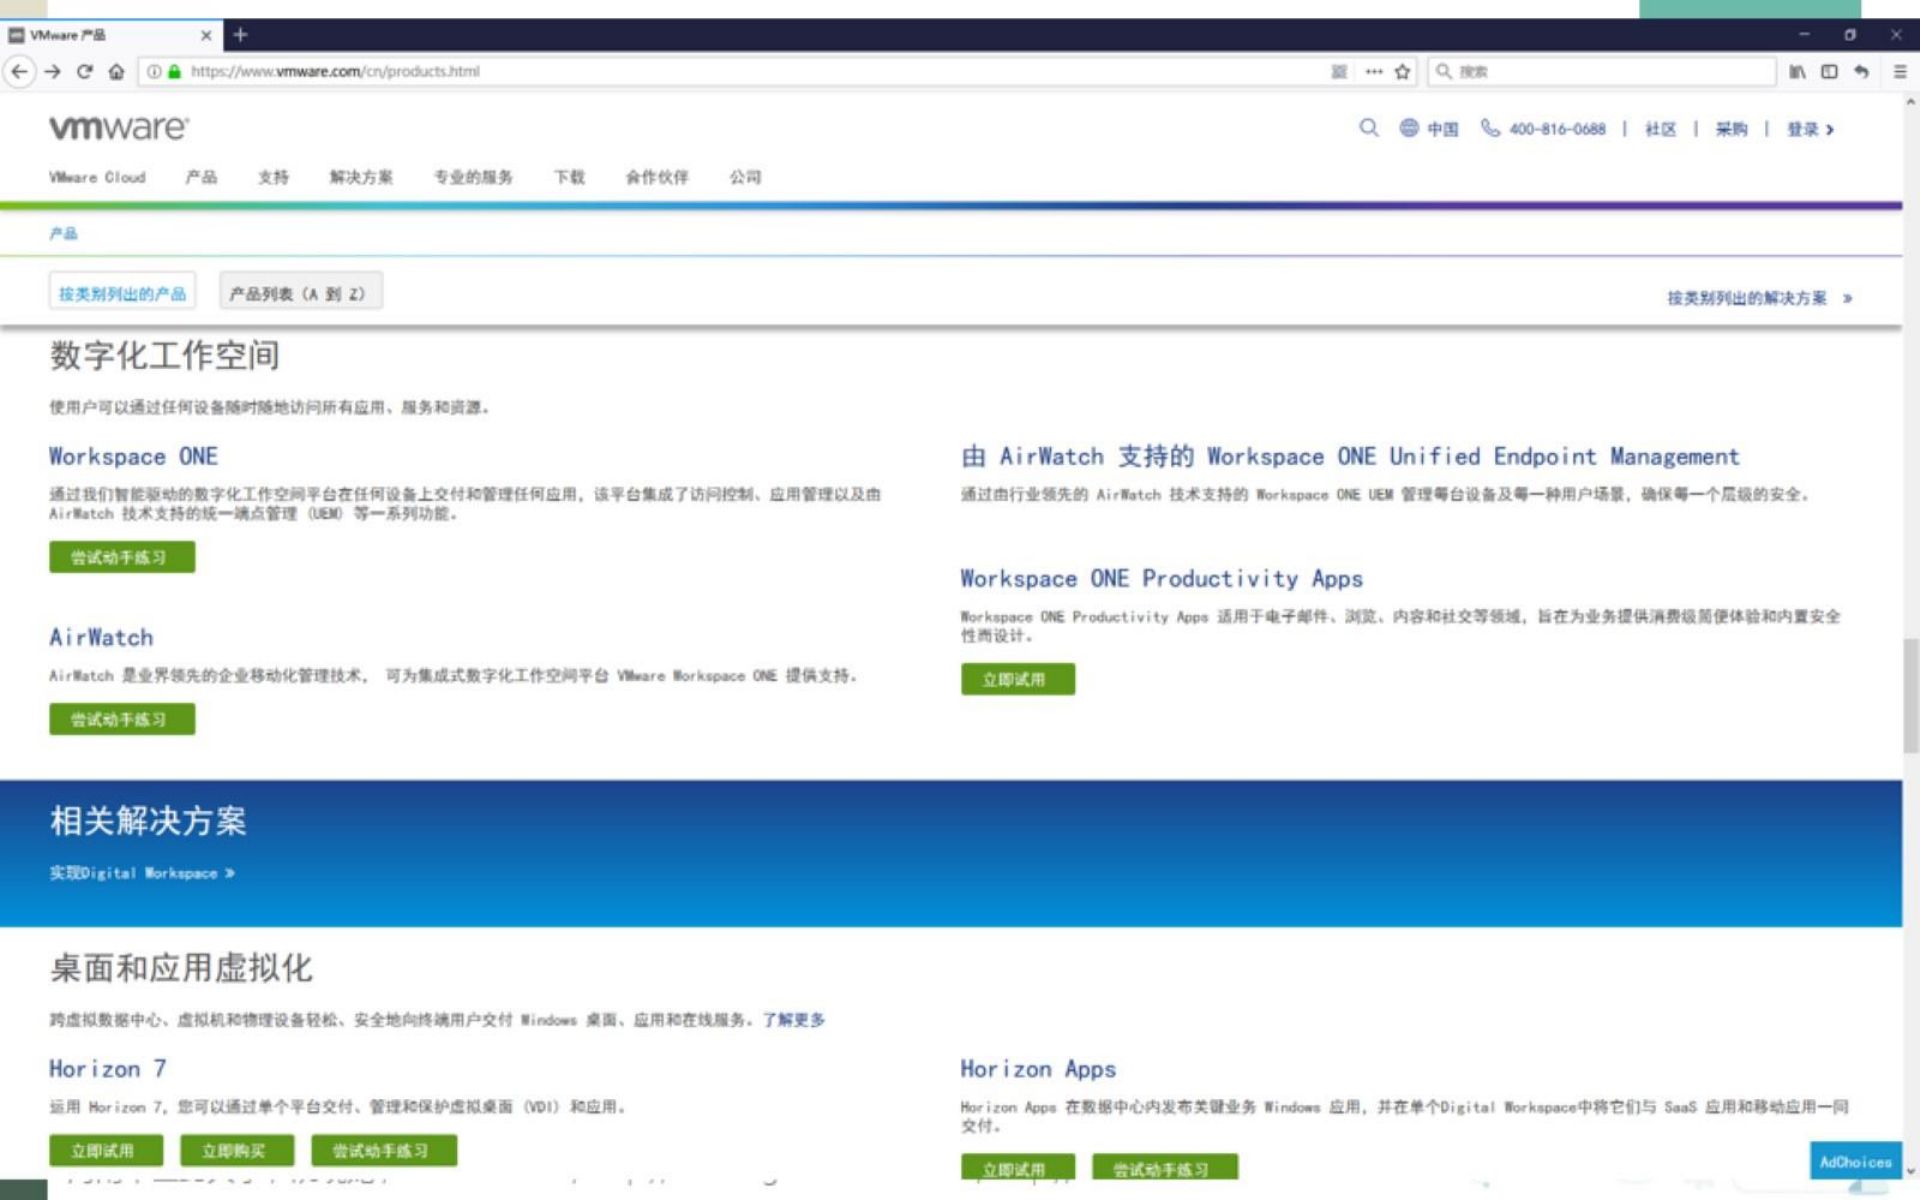 VMware 产品
https://www.vmware.com/cn/products.html
搜索
vmware
中国 400-816-0688 | 社区 | 采购 | 登录
VMware Cloud 产品 支持 解决方案 专业的服务 下载 合作伙伴 公司
产品
按类别列出的产品 产品列表 (A 到 Z)
按类别列出的解决方案 »
数字化工作空间
使用户可以通过任何设备随时随地访问所有应用、服务和资源。
Workspace ONE
通过我们智能驱动的数字化工作空间平台在任何设备上交付和管理任何应用，该平台集成了访问控制、应用管理以及由
AirWatch 技术支持的统一端点管理 (UEM) 等一系列功能。
尝试动手练习
AirWatch
AirWatch 是业界领先的企业移动化管理技术， 可为集成式数字化工作空间平台 VMware Workspace ONE 提供支持。
尝试动手练习
由 AirWatch 支持的 Workspace ONE Unified Endpoint Management
通过由行业领先的 AirWatch 技术支持的 Workspace ONE UEM 管理每台设备及每一种用户场景，确保每一个层级的安全。
Workspace ONE Productivity Apps
Workspace ONE Productivity Apps 适用于电子邮件、浏览、内容和社交等领域，旨在为业务提供消费级简便体验和内置安全
性而设计。
立即试用
相关解决方案
实现Digital Workspace »
桌面和应用虚拟化
跨虚拟数据中心、虚拟机和物理设备轻松、安全地向终端用户交付 Windows 桌面、应用和在线服务。了解更多
Horizon 7
运用 Horizon 7，您可以通过单个平台交付、管理和保护虚拟桌面 (VDI) 和应用。
立即试用 立即购买 尝试动手练习
Horizon Apps
Horizon Apps 在数据中心内发布关键业务 Windows 应用，并在单个Digital Workspace中将它们与 SaaS 应用和移动应用一同
交付。
立即试用 尝试动手练习
AdChoices